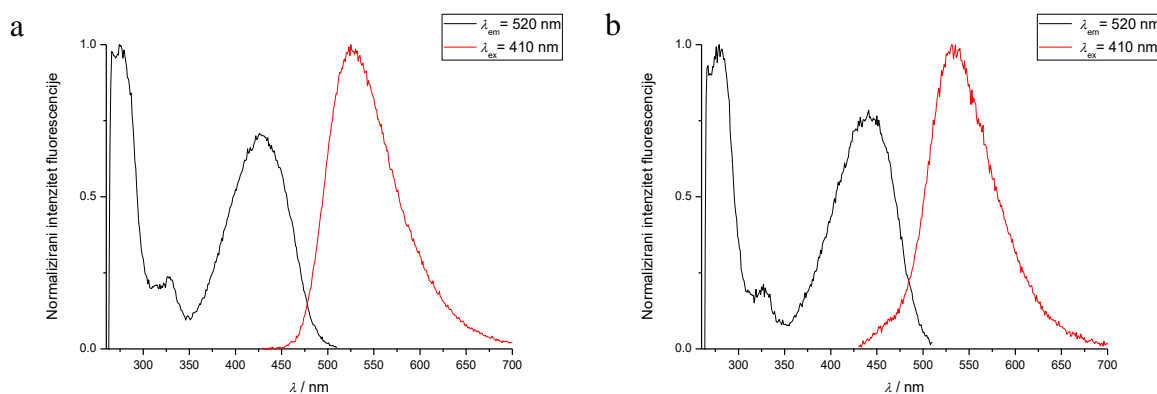 a
λem= 520 nm
λex= 410 nm
1.0
0.5
0.0
Normalizirani intenzitet fluorescencije
300 350 400 450 500 550 600 650 700
λ / nm
b
λem= 520 nm
λex= 410 nm
1.0
0.5
0.0
Normalizirani intenzitet fluorescencije
300 350 400 450 500 550 600 650 700
λ / nm